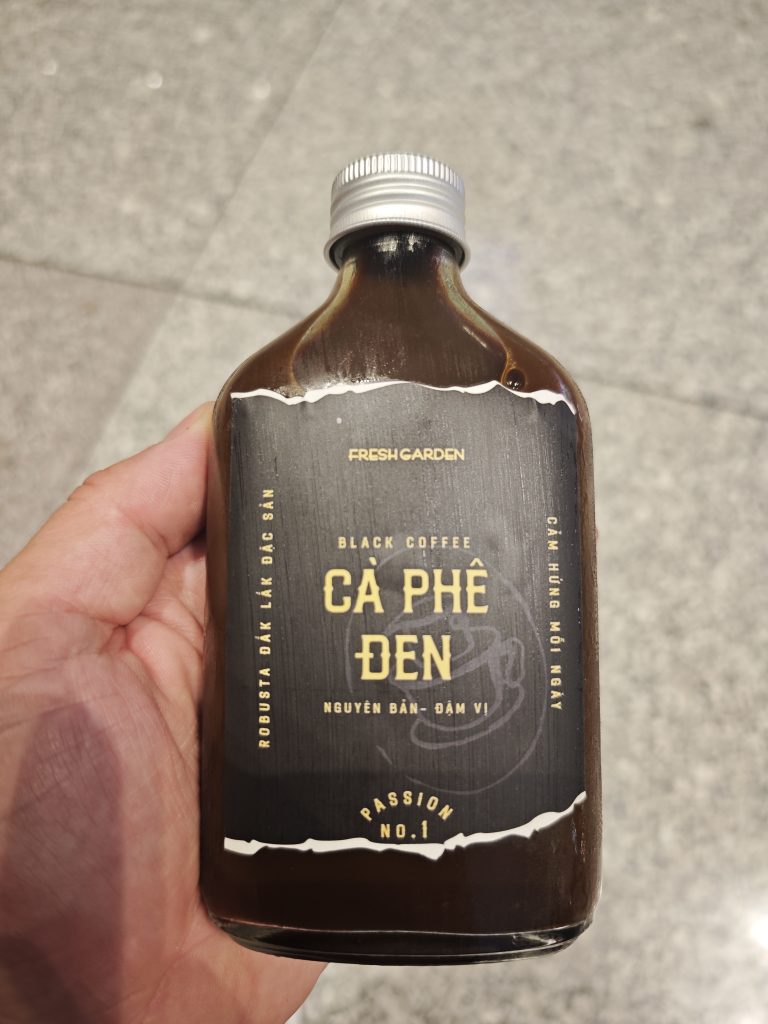 FRESH GARDEN
BLACK COFFEE
CÀ PHÊ
ĐEN
NGUYÊN BẢN- ĐẬM VỊ
PASSION
NO.1
ROBUSTA ĐẮK LẮK ĐẶC SẢN
CẢM HỨNG MỖI NGÀY